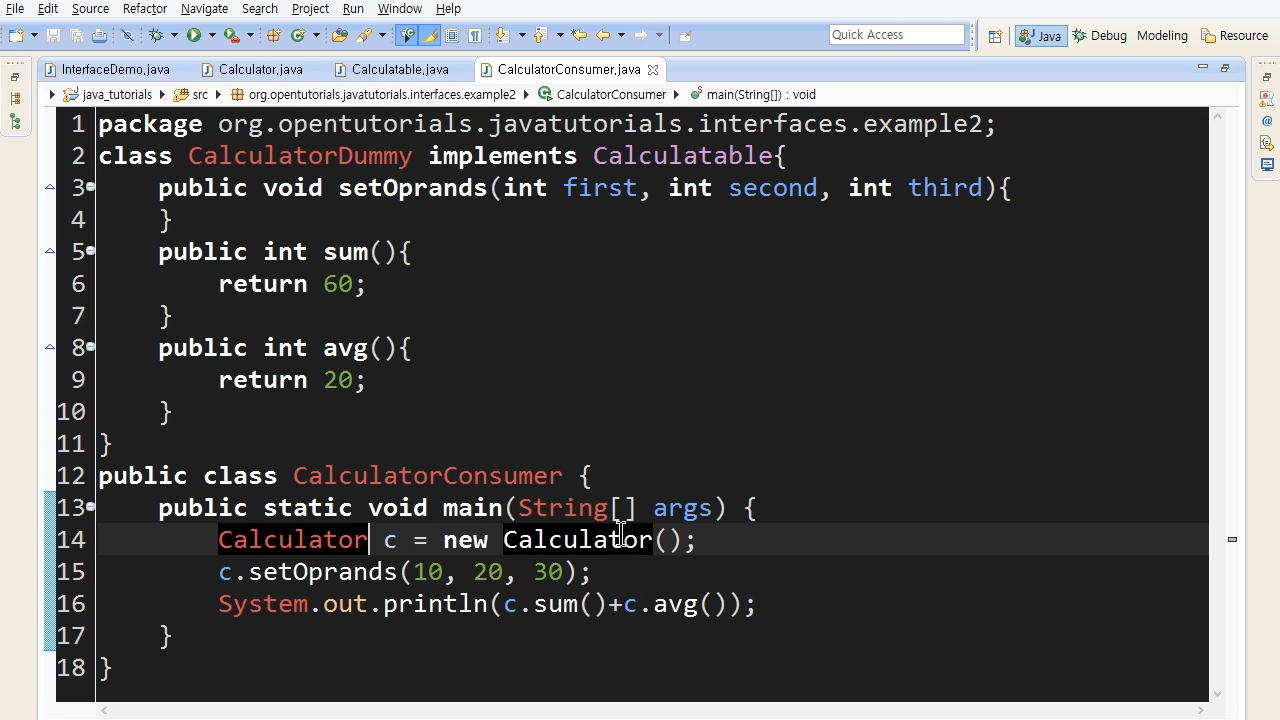 File Edit Source Refactor Navigate Search Project Run Window Help
Quick Access Java Debug Modeling Resource
InterfaceDemo.java Calculator.java Calculatable.java CalculatorConsumer.java
java_tutorials src org.opentutorials.javatutorials.interfaces.example2 CalculatorConsumer main(String[]) : void
1 package org.opentutorials.javatutorials.interfaces.example2;
2 class CalculatorDummy implements Calculatable{
3 public void setOprands(int first, int second, int third){
4 }
5 public int sum(){
6 return 60;
7 }
8 public int avg(){
9 return 20;
10 }
11 }
12 public class CalculatorConsumer {
13 public static void main(String[] args) {
14 Calculator c = new Calculator();
15 c.setOprands(10, 20, 30);
16 System.out.println(c.sum()+c.avg());
17 }
18 }